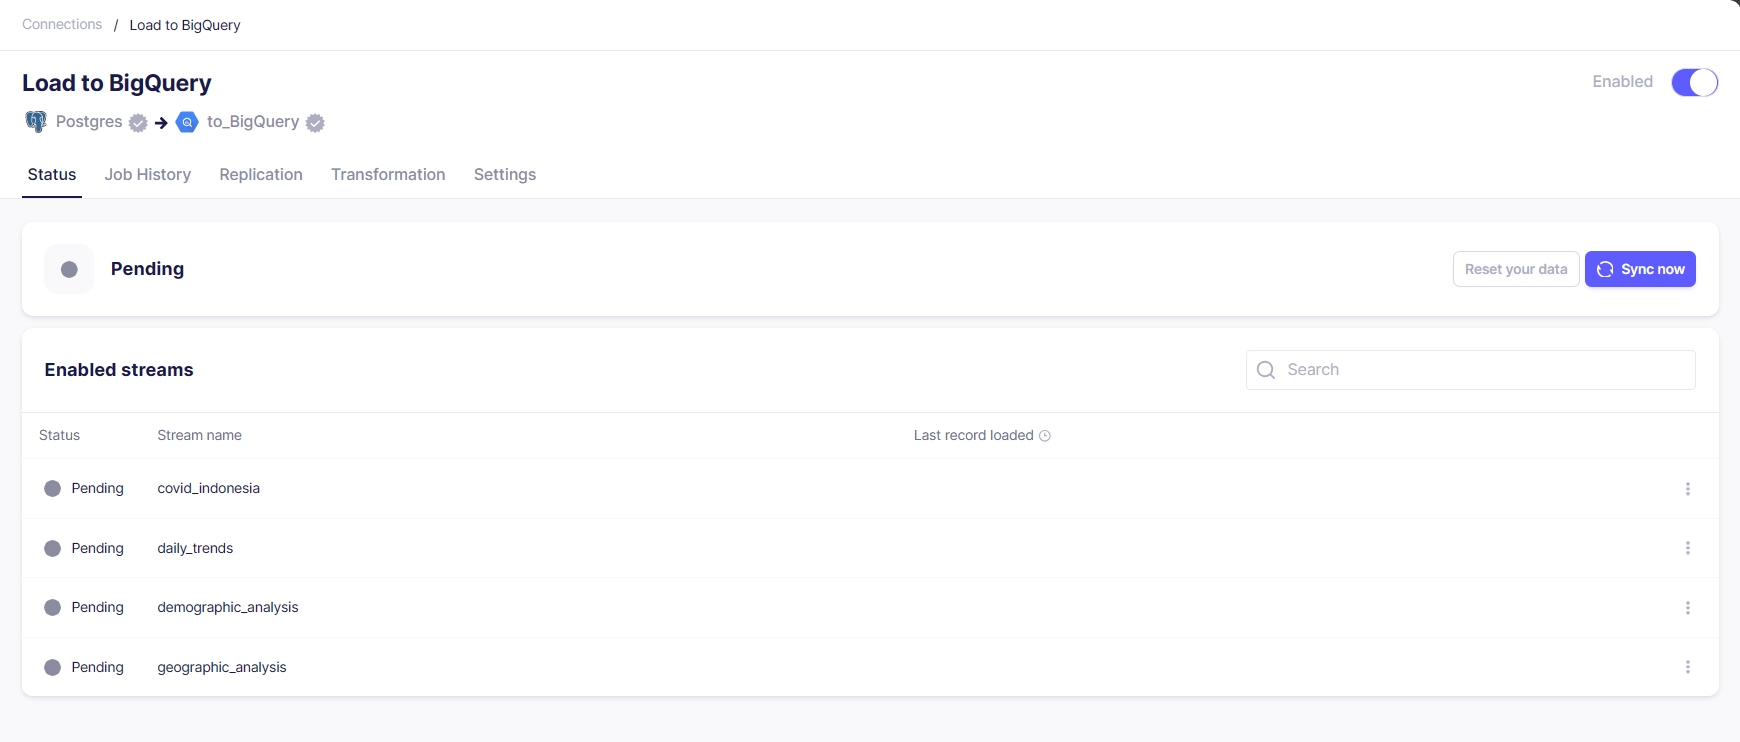 Connections / Load to BigQuery
Load to BigQuery
Enabled
Postgres to_BigQuery
Status Job History Replication Transformation Settings
Pending
Reset your data Sync now
Enabled streams
Search
Status Stream name Last record loaded
Pending covid_indonesia
Pending daily_trends
Pending demographic_analysis
Pending geographic_analysis